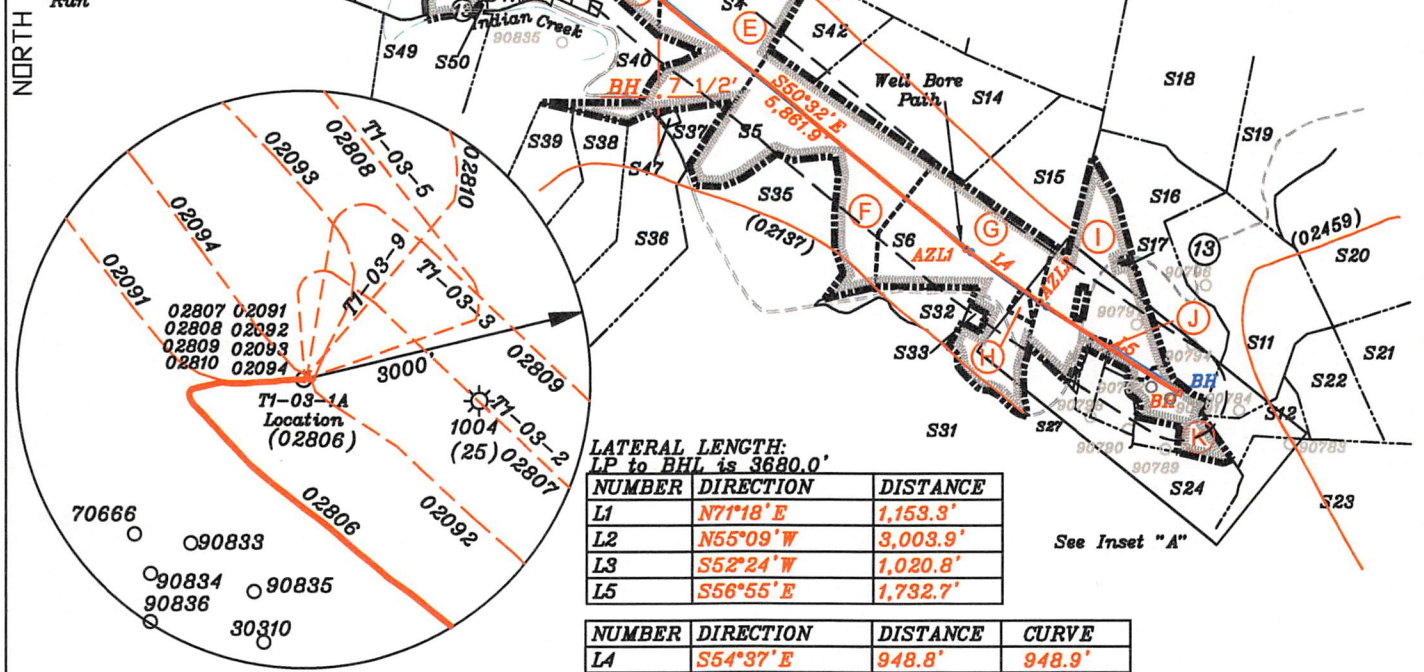 Run
NORTH
Indian Creek
90835
S49
S50
S40
BH 7 1/2'
S4
E
S42
S50°32'E
5,861.9'
Well Bore
Path
S14
S18
S19
S39
S38
S37
S47
S5
S35
(02137)
S36
F
S6
AZL1
G
L4
S15
I
S16
S17
13
(02459)
S20
90796
J
L5
S32
S33
H
BH
BH
90784
K
S11
S21
S22
S12
90783
S31
S27
90790
90789
S24
S23
See Inset "A"
02093
T1-03-5
02808
02810
02094
02091
T1-03-9
T1-03-3
02807 02091
02808 02092
02809 02093
02810 02094
3000'
02809
T1-03-1A
Location
(02806)
T1-03-2
1004
(25) 02807
02806
02092
70666
90833
90834
90835
90836
30310
LATERAL LENGTH:
LP to BHL is 3680.0'
NUMBER DIRECTION DISTANCE
L1 N71°18'E 1,153.3'
L2 N55°09'W 3,003.9'
L3 S52°24'W 1,020.8'
L5 S56°55'E 1,732.7'
NUMBER DIRECTION DISTANCE CURVE
L4 S54°37'E 948.8' 948.9'